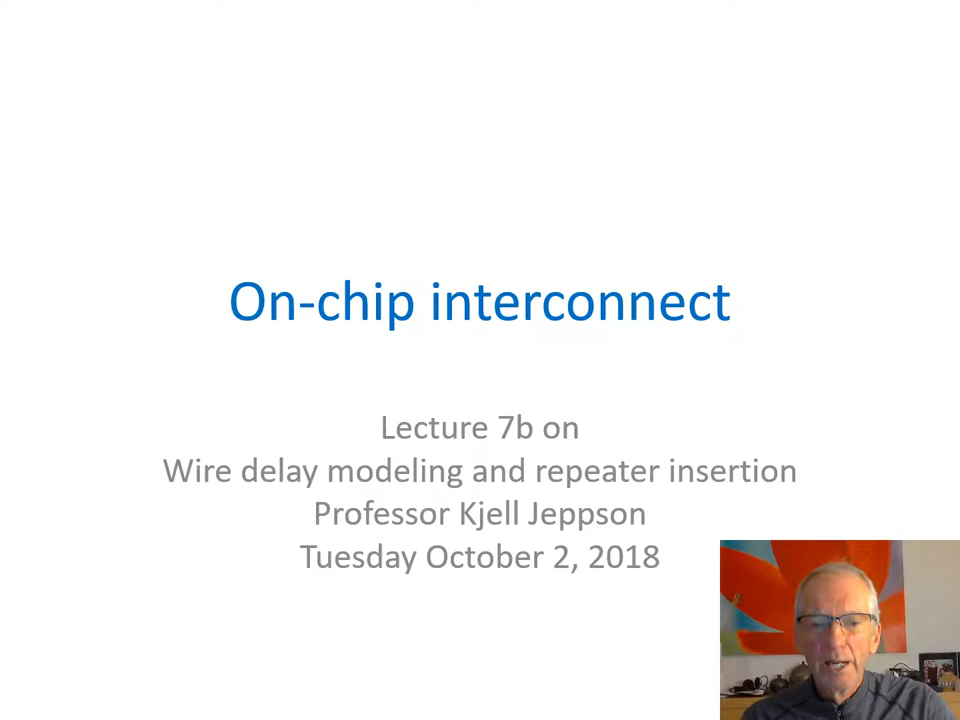 On-chip interconnect
Lecture 7b on
Wire delay modeling and repeater insertion
Professor Kjell Jeppson
Tuesday October 2, 2018